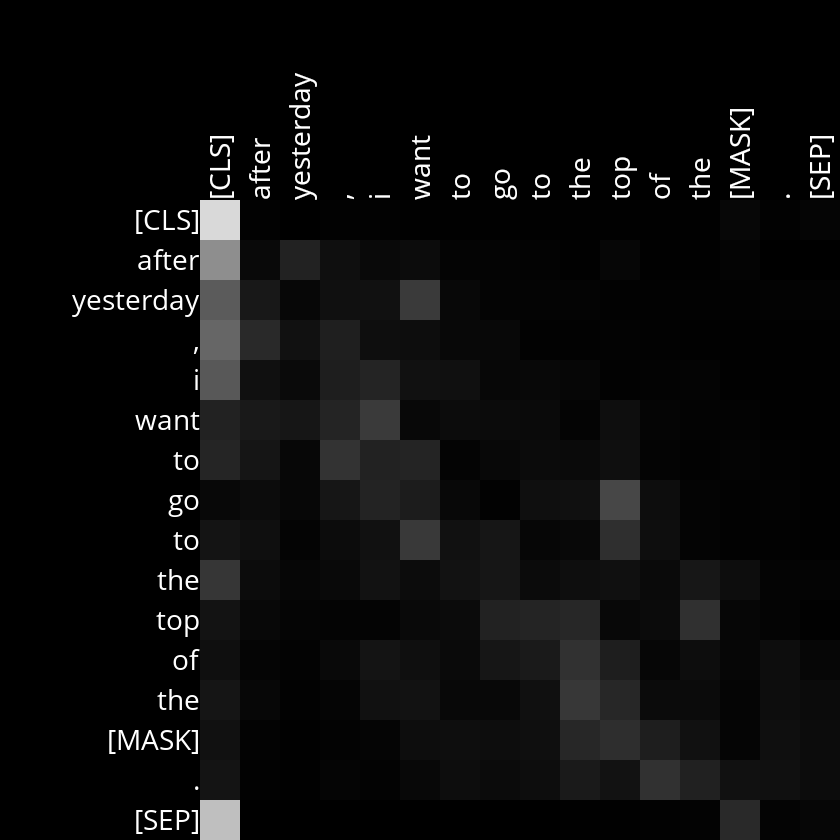 [CLS] after yesterday , i want to go to the top of the [MASK] . [SEP]
[CLS]
after
yesterday
,
i
want
to
go
to
the
top
of
the
[MASK]
.
[SEP]